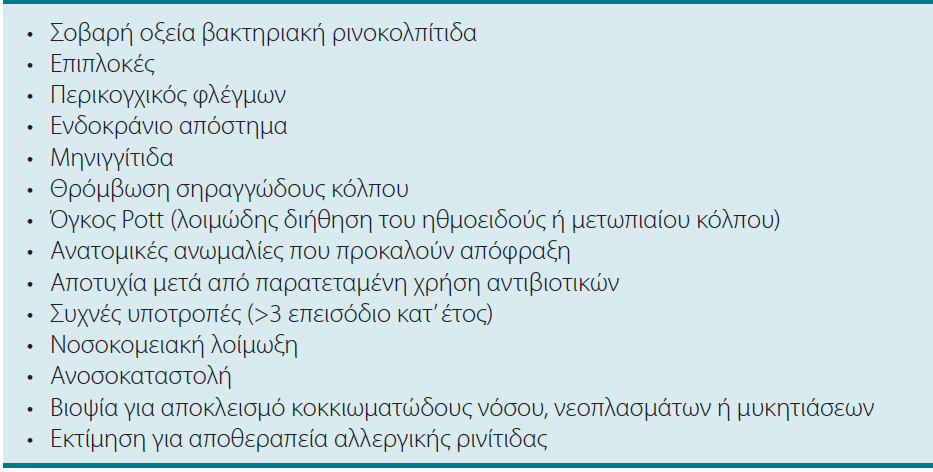 • Σοβαρή οξεία βακτηριακή ρινοκολπίτιδα
• Επιπλοκές
• Περικογχικός φλέγμων
• Ενδοκράνιο απόστημα
• Μηνιγγίτιδα
• Θρόμβωση σηραγγώδους κόλπου
• Όγκος Pott (λοιμώδης διήθηση του ηθμοειδούς ή μετωπιαίου κόλπου)
• Ανατομικές ανωμαλίες που προκαλούν απόφραξη
• Αποτυχία μετά από παρατεταμένη χρήση αντιβιοτικών
• Συχνές υποτροπές (>3 επεισόδιο κατ’ έτος)
• Νοσοκομειακή λοίμωξη
• Ανοσοκαταστολή
• Βιοψία για αποκλεισμό κοκκιωματώδους νόσου, νεοπλασμάτων ή μυκητιάσεων
• Εκτίμηση για αποθεραπεία αλλεργικής ρινίτιδας